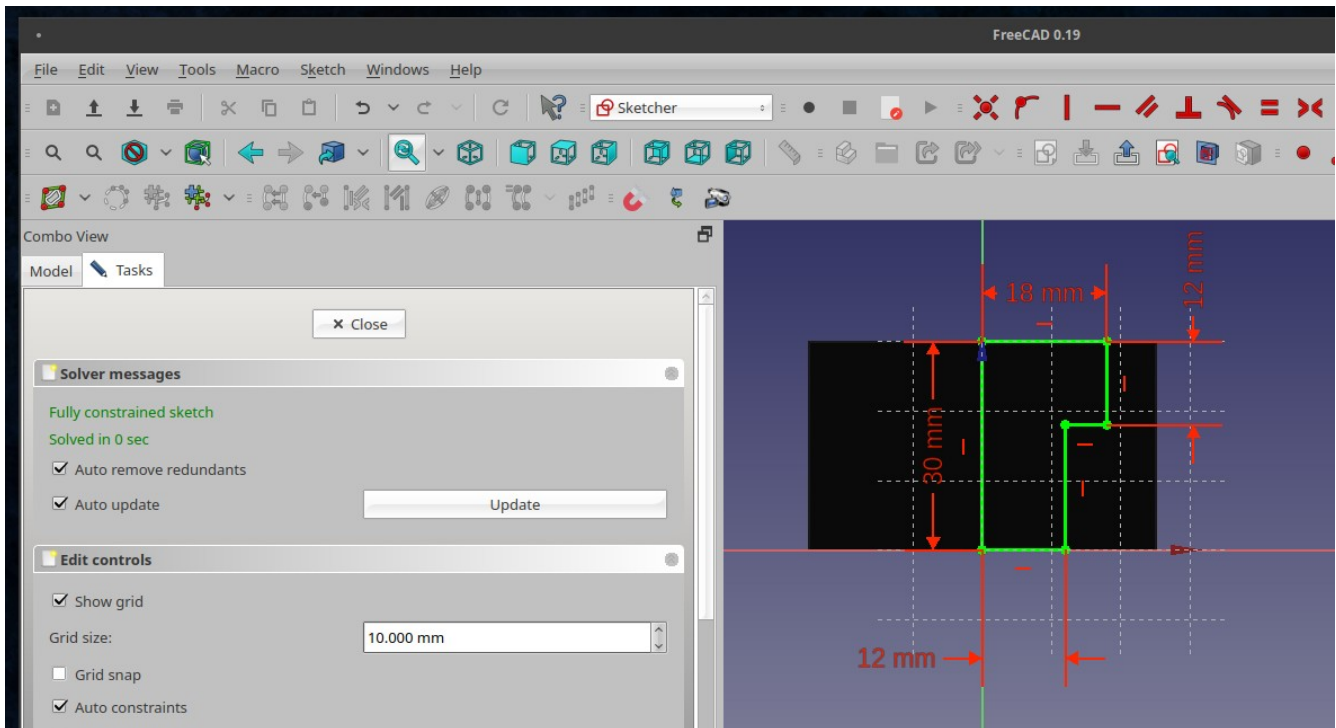 FreeCAD 0.19
File Edit View Tools Macro Sketch Windows Help
Sketcher
Combo View
Model Tasks
Close
Solver messages
Fully constrained sketch
Solved in 0 sec
Auto remove redundants
Auto update
Update
Edit controls
Show grid
Grid size:
10.000 mm
Grid snap
Auto constraints
18 mm
12 mm
30 mm
12 mm